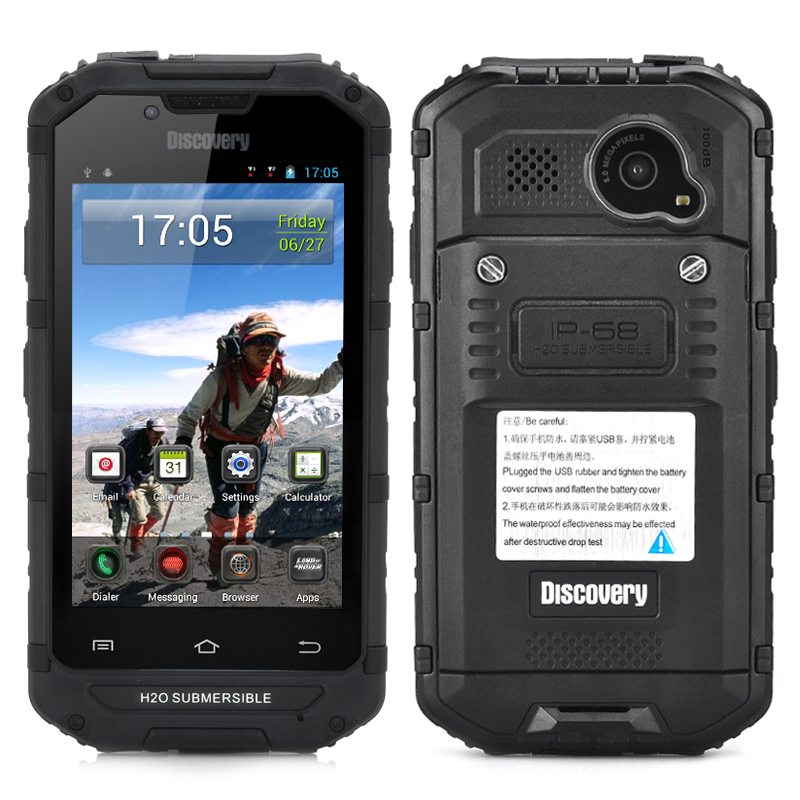 Discovery
17:05
17:05
Friday
06/27
31
Email
Calendar
Settings
Calculator
LAND ROVER
Dialer
Messaging
Browser
Apps
H2O SUBMERSIBLE
8.0 MEGAPIXELS
BP001
IP-68
H2O SUBMERSIBLE
注意/Be careful:
1.确保手机防水，请塞紧USB塞，并拧紧电池
盖螺丝压平电池盖周边。
PLugged the USB rubber and tighten the battery
cover screws and flatten the battery cover
2.手机在破坏性跌落后可能会影响防水效果。
The waterproof effectiveness may be effected
after destructive drop test
Discovery